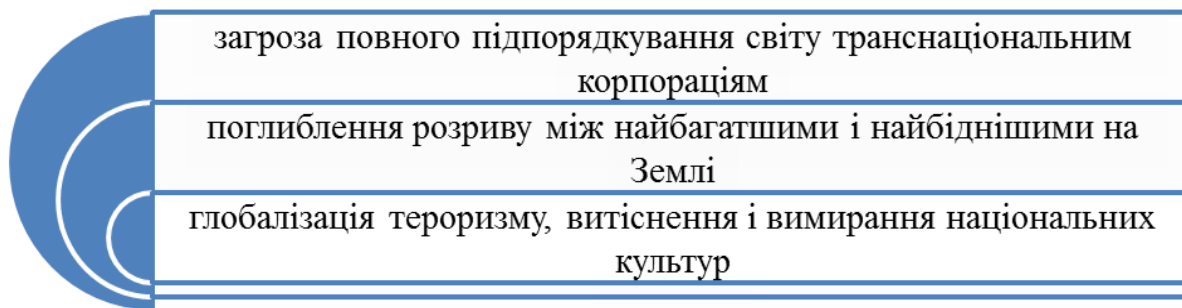 загроза повного підпорядкування світу транснаціональним
корпораціям
поглиблення розриву між найбагатшими і найбіднішими на
Землі
глобалізація тероризму, витіснення і вимирання національних
культур